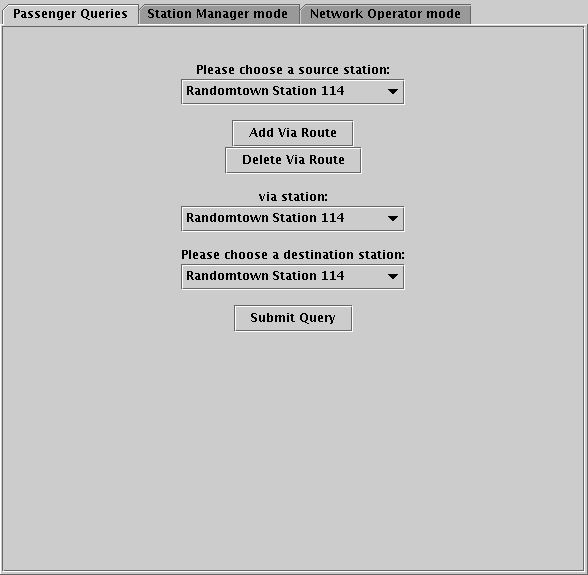 Passenger Queries Station Manager mode Network Operator mode
Please choose a source station:
Randomtown Station 114
Add Via Route
Delete Via Route
via station:
Randomtown Station 114
Please choose a destination station:
Randomtown Station 114
Submit Query